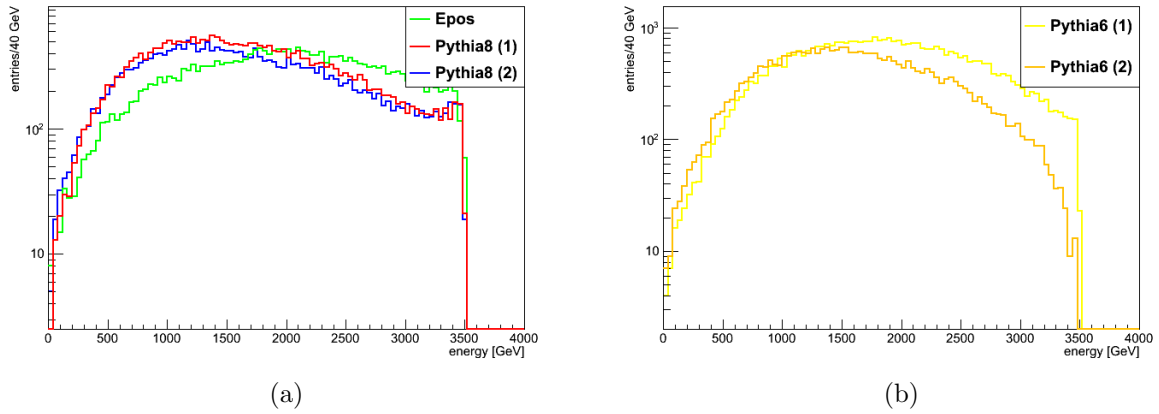 entries/40 GeV
10²
10
Epos
Pythia8 (1)
Pythia8 (2)
0 500 1000 1500 2000 2500 3000 3500 4000
energy [GeV]
(a)
entries/40 GeV
10³
10²
10
Pythia6 (1)
Pythia6 (2)
0 500 1000 1500 2000 2500 3000 3500 4000
energy [GeV]
(b)